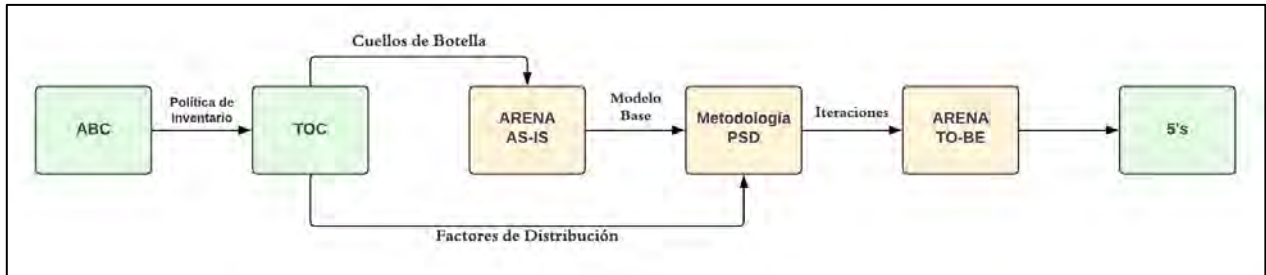 Cuellos de Botella
ABC
Política de
Inventario
TOC
ARENA
AS-IS
Modelo
Base
Metodología
PSD
Iteraciones
ARENA
TO-BE
5's
Factores de Distribución